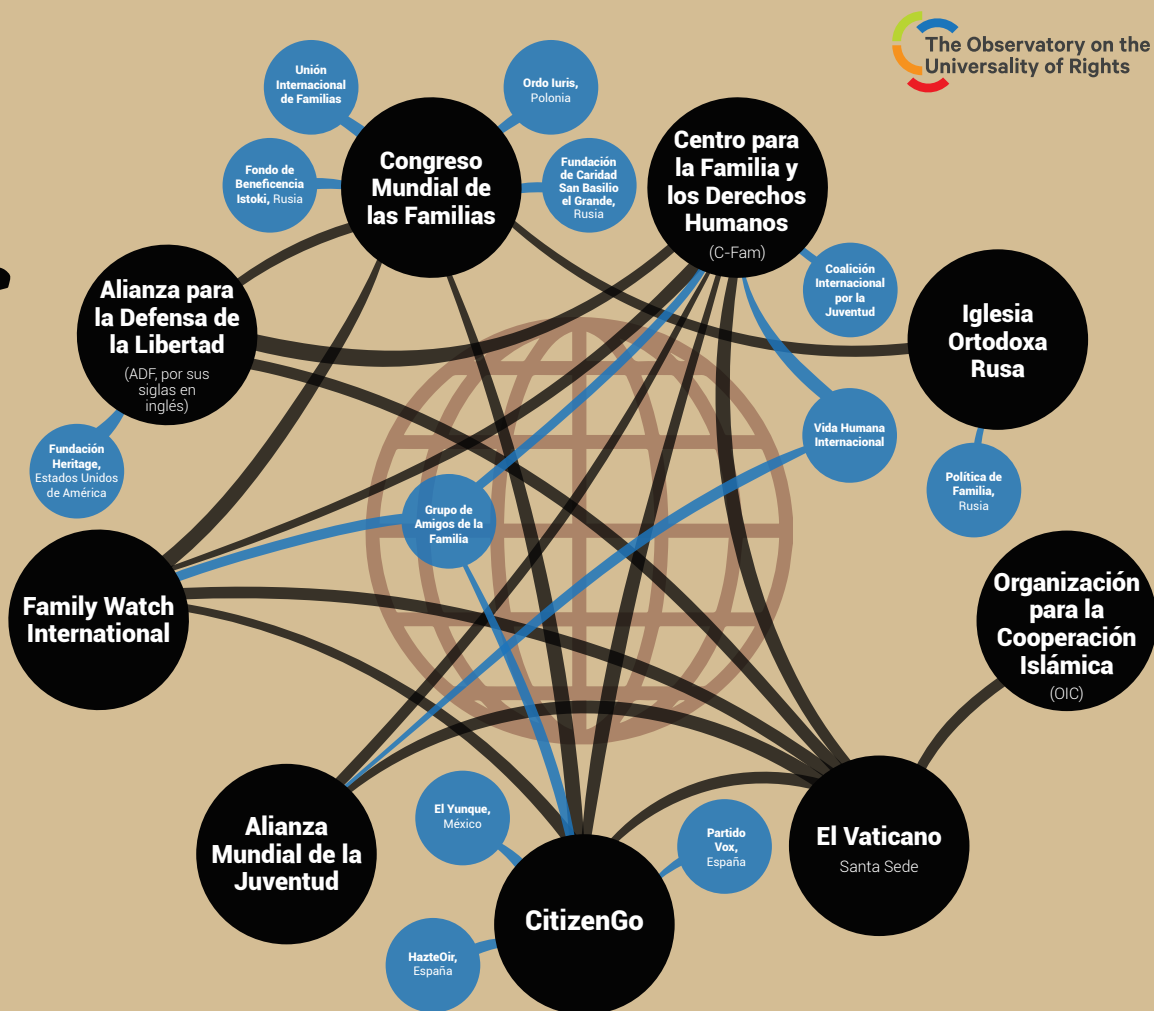 The Observatory on the
Universality of Rights
Unión
Internacional
de Familias
Ordo Iuris,
Polonia
Fondo de
Beneficencia
Istoki, Rusia
Congreso
Mundial de
las Familias
Fundación
de Caridad
San Basilio
el Grande,
Rusia
Centro para
la Familia y
los Derechos
Humanos
(C-Fam)
Coalición
Internacional
por la
Juventud
Alianza para
la Defensa de
la Libertad
(ADF, por sus
siglas en
inglés)
Iglesia
Ortodoxa
Rusa
Fundación
Heritage,
Estados Unidos
de América
Vida Humana
Internacional
Política de
Familia,
Rusia
Grupo de
Amigos de la
Familia
Family Watch
International
Organización
para la
Cooperación
Islámica
(OIC)
Alianza
Mundial de la
Juventud
El Yunque,
México
Partido
Vox,
España
El Vaticano
Santa Sede
CitizenGo
HazteOir,
España